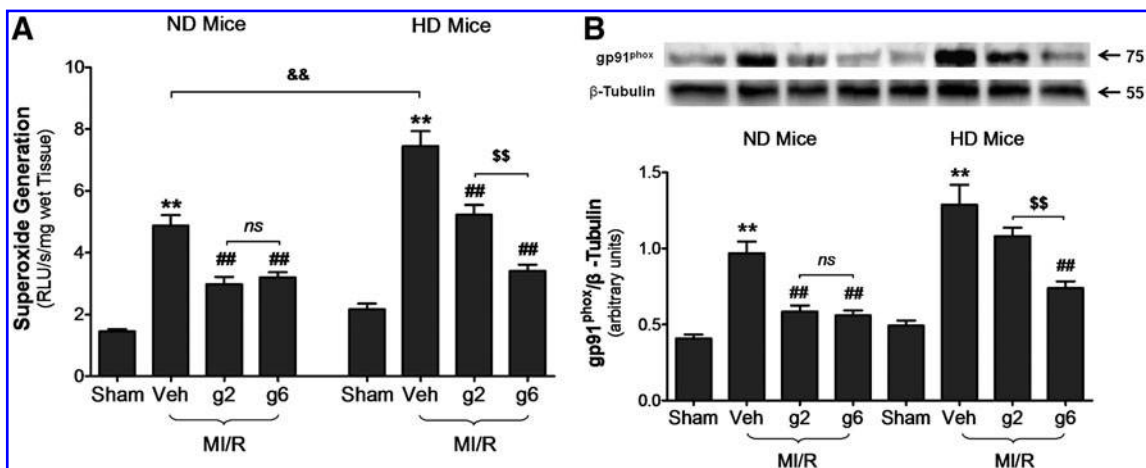 A
ND Mice
HD Mice
Superoxide Generation
(RLU/s/mg wet Tissue)
10
8
6
4
2
0
&&
**
ns
##
##
**
##
$$
##
Sham Veh g2 g6 Sham Veh g2 g6
MI/R
MI/R
B
gp91phox
← 75
β-Tubulin
← 55
ND Mice
HD Mice
gp91phox/β -Tubulin
(arbitrary units)
1.5
1.0
0.5
0.0
**
ns
##
##
**
$$
##
Sham Veh g2 g6 Sham Veh g2 g6
MI/R
MI/R